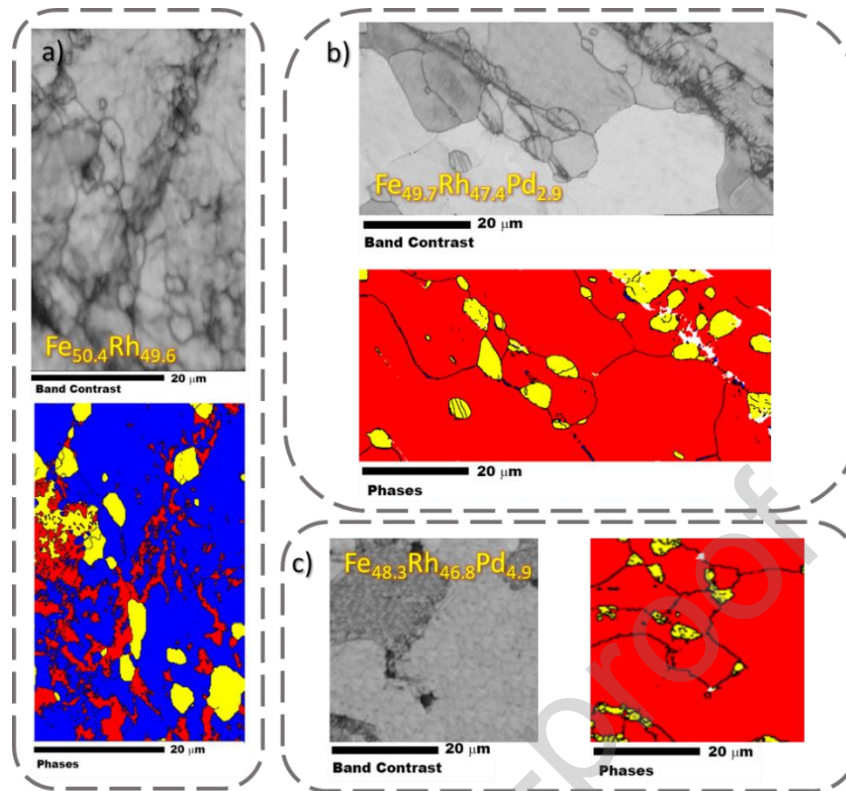 a)
Fe50.4Rh49.6
20 μm
Band Contrast
20 μm
Phases
b)
Fe49.7Rh47.4Pd2.9
20 μm
Band Contrast
20 μm
Phases
c)
Fe48.3Rh46.8Pd4.9
20 μm
Band Contrast
20 μm
Phases